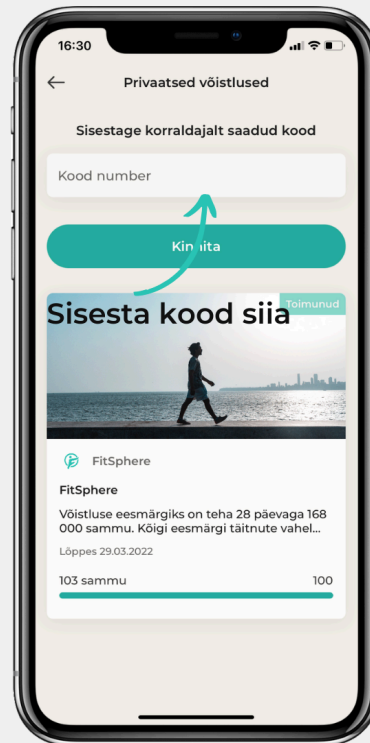 16:30
Privaatsed võistlused
Sisestage korraldajalt saadud kood
Kood number
Kinnita
Toimunud
Sisesta kood siia
FitSphere
FitSphere
Võistluse eesmärgiks on teha 28 päevaga 168
000 sammu. Kõigi eesmärgi täitnute vahel...
Lõppes 29.03.2022
103 sammu 100